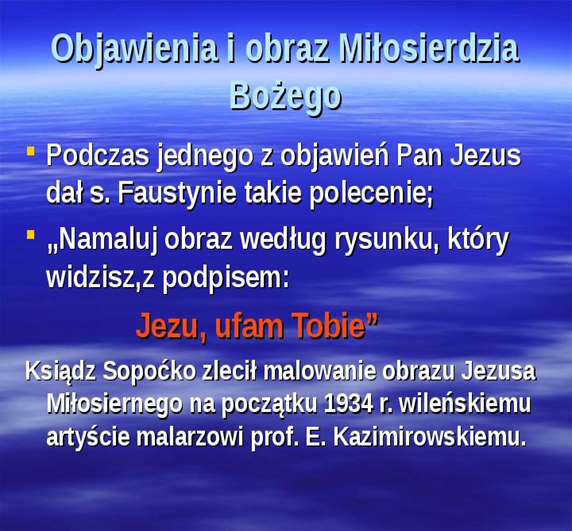 Objawienia i obraz Miłosierdzia
Bożego
Podczas jednego z objawień Pan Jezus
dał s. Faustynie takie polecenie;
„Namaluj obraz według rysunku, który
widzisz,z podpisem:
Jezu, ufam Tobie”
Ksiądz Sopoćko zlecił malowanie obrazu Jezusa
Miłosiernego na początku 1934 r. wileńskiemu
artyście malarzowi prof. E. Kazimirowskiemu.